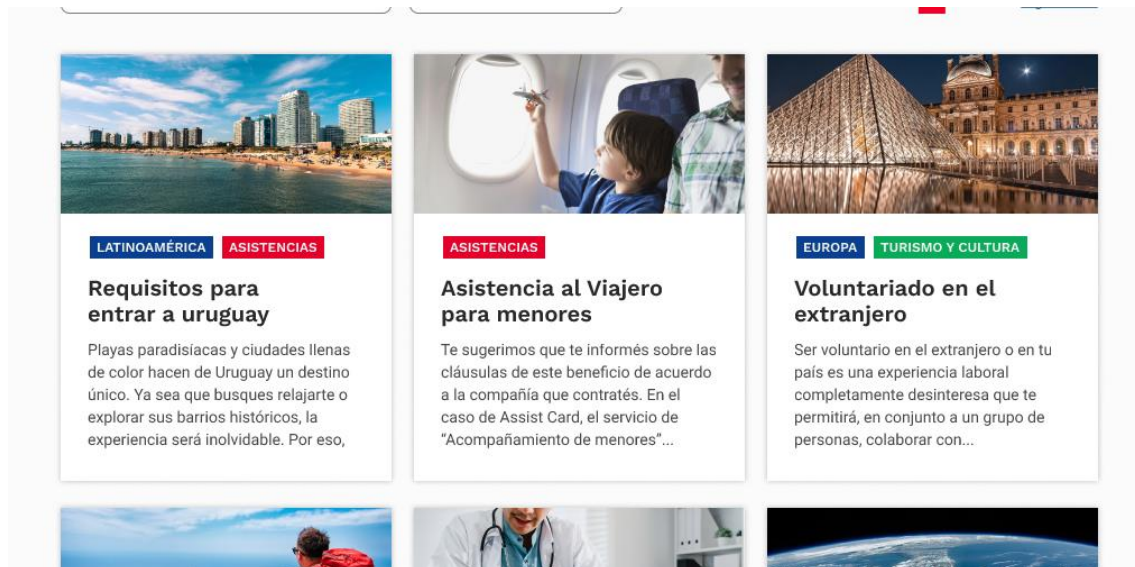 LATINOAMÉRICA ASISTENCIAS
Requisitos para
entrar a uruguay
Playas paradisíacas y ciudades llenas
de color hacen de Uruguay un destino
único. Ya sea que busques relajarte o
explorar sus barrios históricos, la
experiencia será inolvidable. Por eso,
ASISTENCIAS
Asistencia al Viajero
para menores
Te sugerimos que te informés sobre las
cláusulas de este beneficio de acuerdo
a la compañía que contratés. En el
caso de Assist Card, el servicio de
“Acompañamiento de menores”...
EUROPA TURISMO Y CULTURA
Voluntariado en el
extranjero
Ser voluntario en el extranjero o en tu
país es una experiencia laboral
completamente desinteresa que te
permitirá, en conjunto a un grupo de
personas, colaborar con...